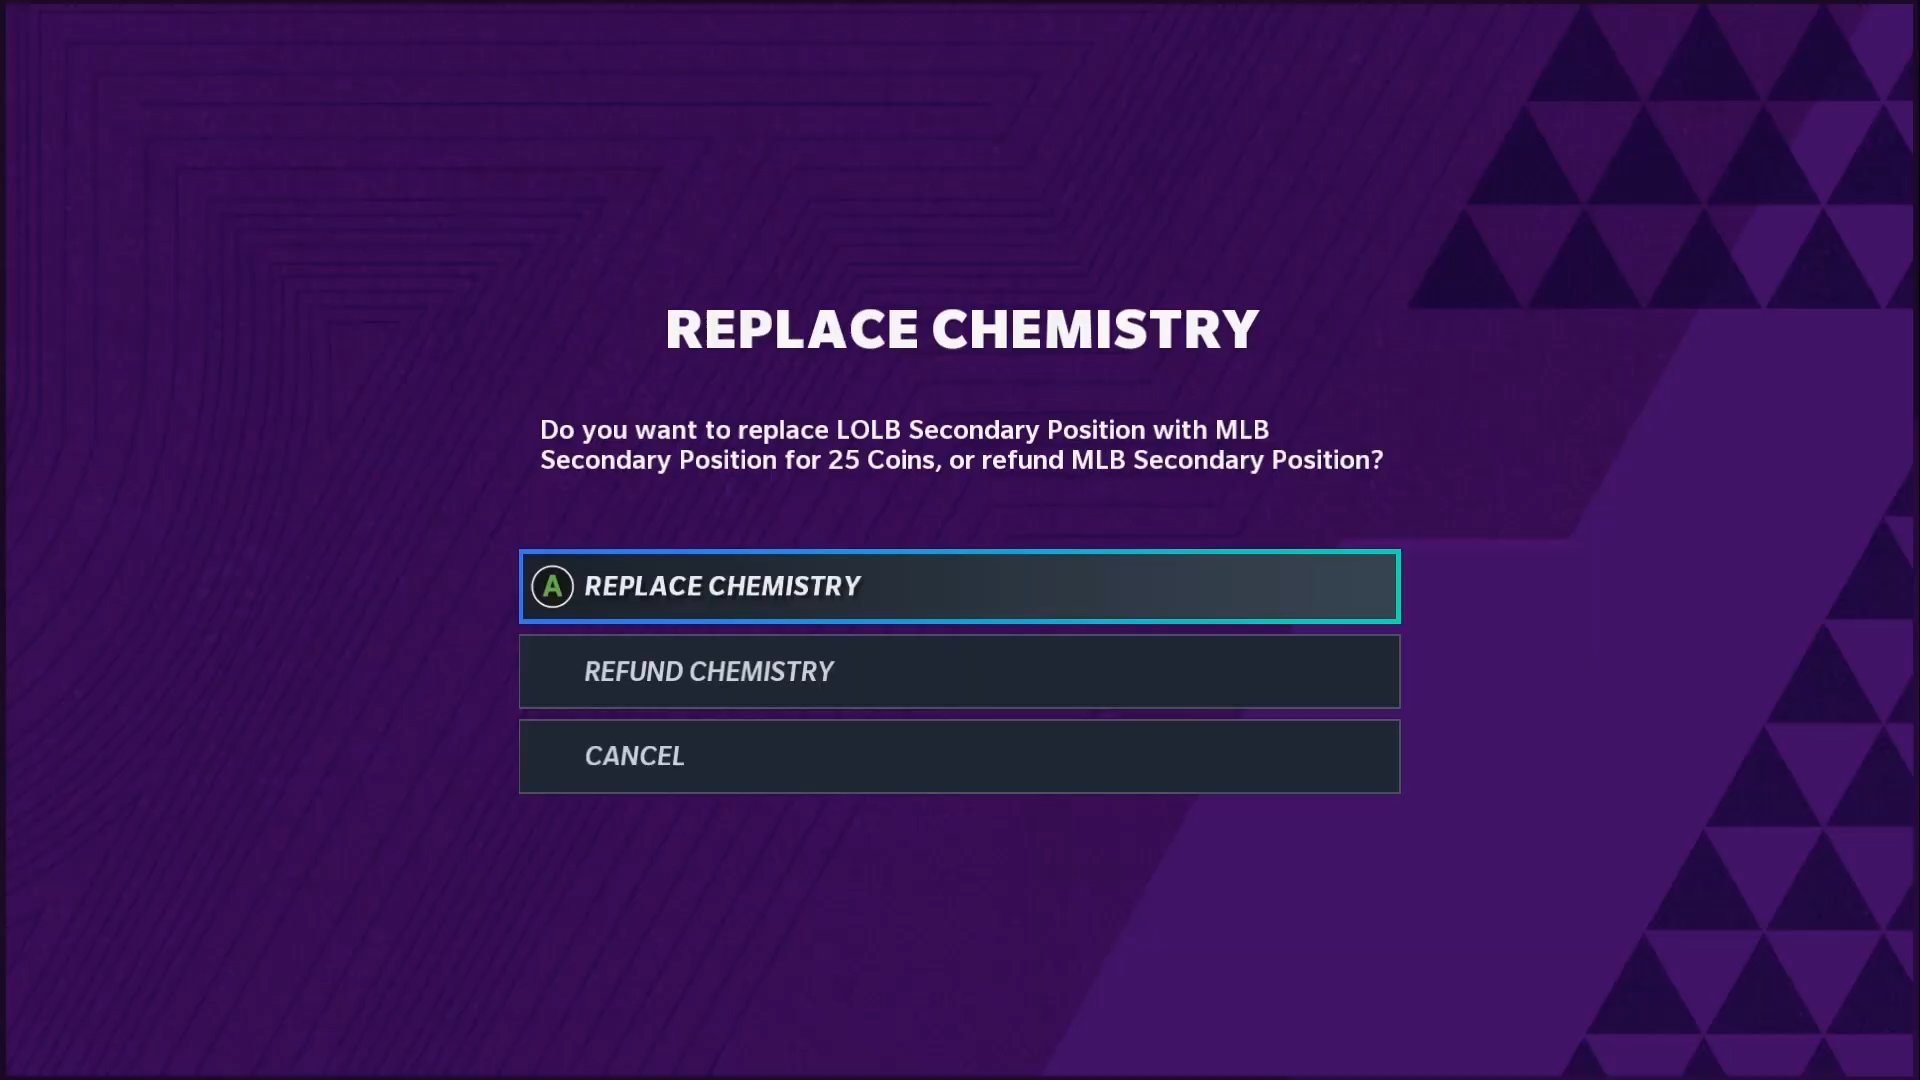 REPLACE CHEMISTRY
Do you want to replace LOLB Secondary Position with MLB
Secondary Position for 25 Coins, or refund MLB Secondary Position?
A REPLACE CHEMISTRY
REFUND CHEMISTRY
CANCEL